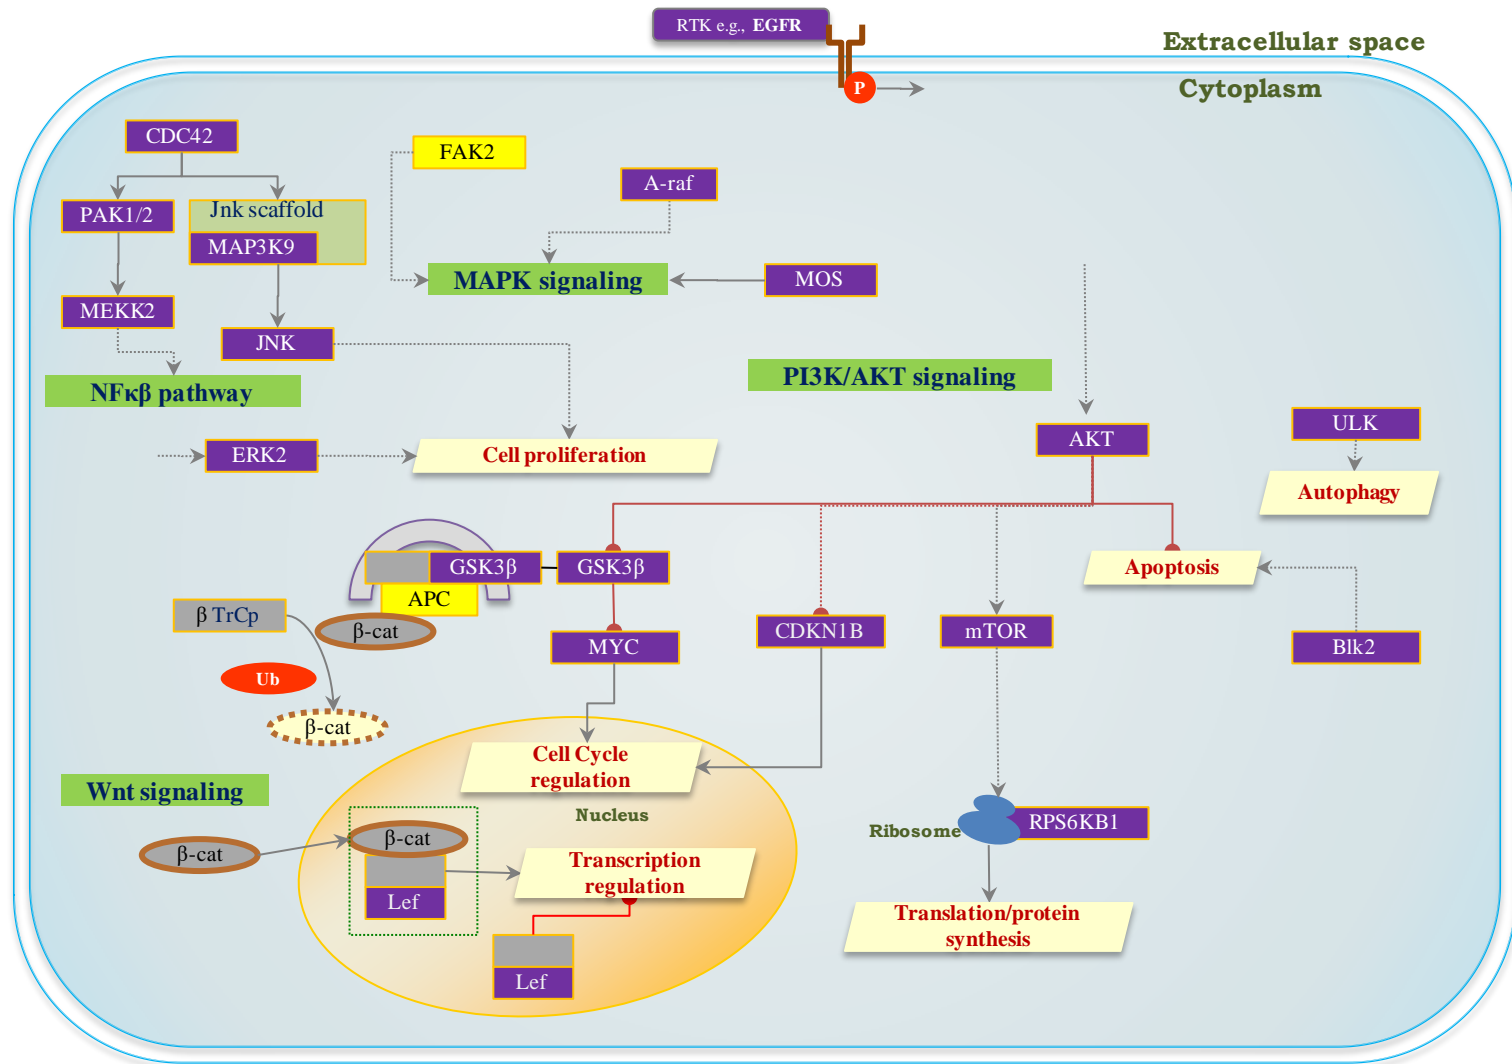 RTK e.g., EGFR
Extracellular space
P
Cytoplasm
CDC42
FAK2
A-raf
PAK1/2
Jnk scaffold
MAP3K9
MAPK signaling
MOS
MEKK2
JNK
NFκβ pathway
PI3K/AKT signaling
ULK
AKT
ERK2
Cell proliferation
Autophagy
GSK3β
GSK3β
Apoptosis
APC
β TrCp
β-cat
MYC
CDKN1B
mTOR
Blk2
Ub
β-cat
Cell Cycle
regulation
Wnt signaling
Nucleus
RPS6KB1
Ribosome
β-cat
β-cat
Transcription
regulation
Lef
Translation/protein
synthesis
Lef